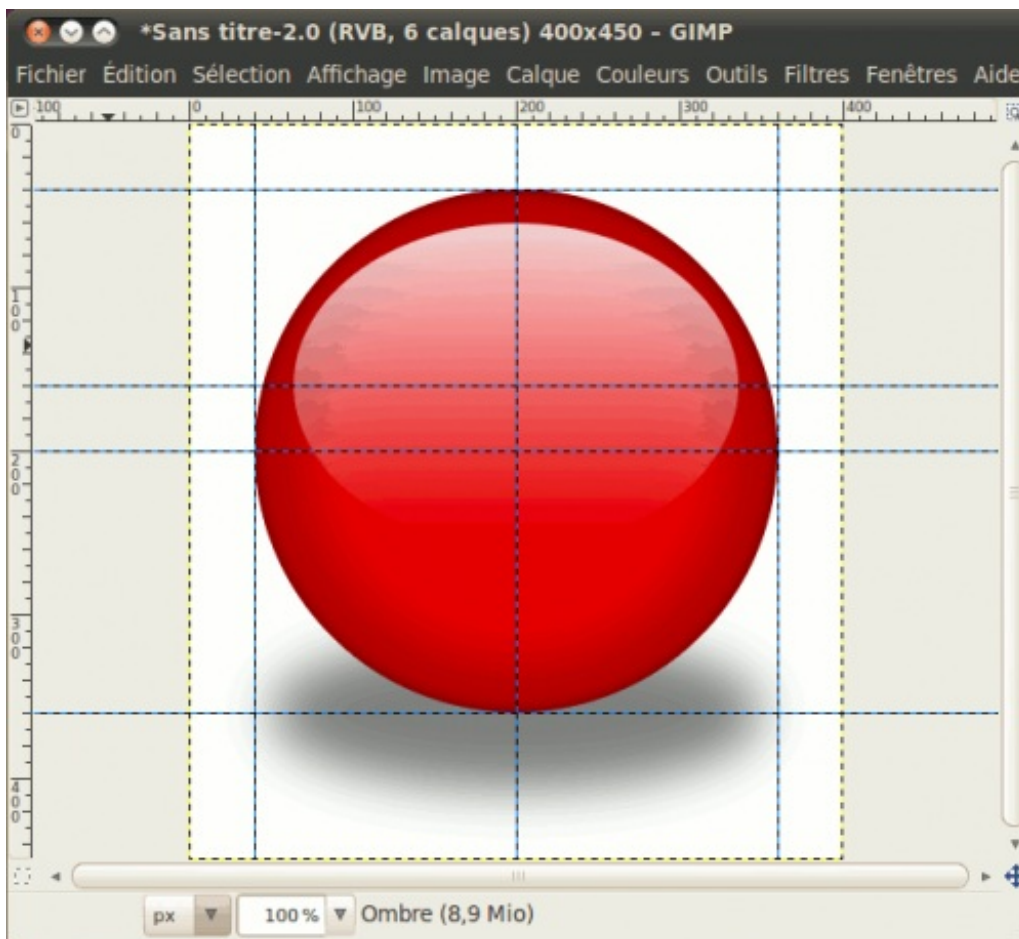 *Sans titre-2.0 (RVB, 6 calques) 400x450 – GIMP
Fichier Édition Sélection Affichage Image Calque Couleurs Outils Filtres Fenêtres Aide
-100 0 100 200 300 400
0
100
200
300
400
px 100 % Ombre (8,9 Mio)